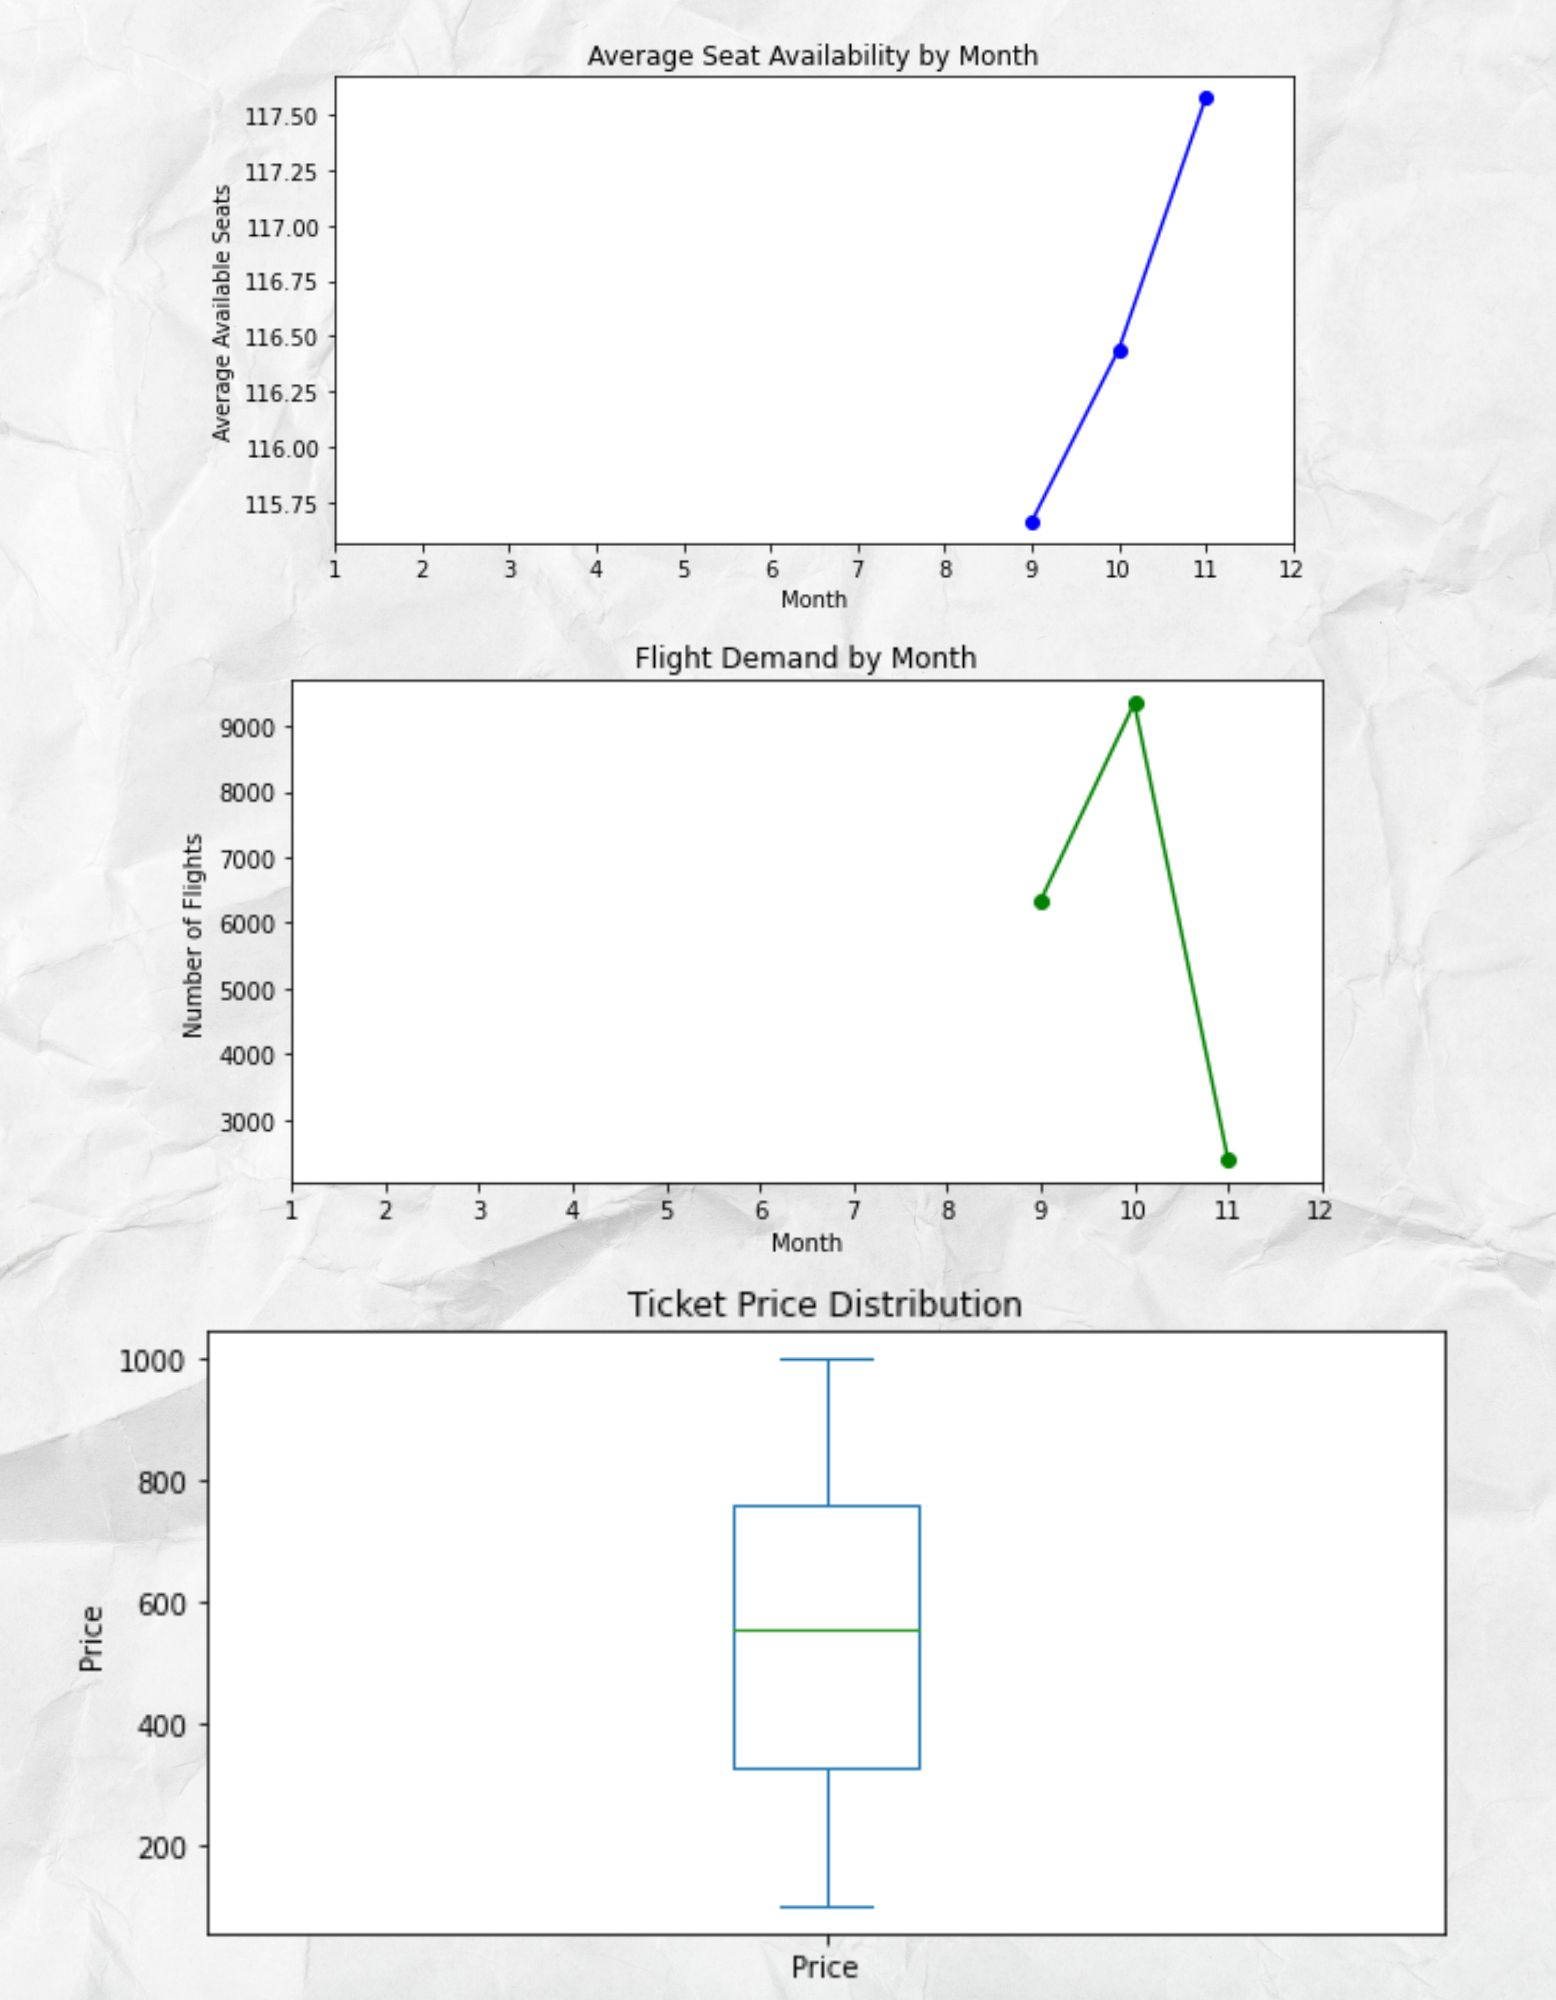 Average Seat Availability by Month
Average Available Seats
117.50
117.25
117.00
116.75
116.50
116.25
116.00
115.75
1 2 3 4 5 6 7 8 9 10 11 12
Month
Flight Demand by Month
Number of Flights
9000
8000
7000
6000
5000
4000
3000
1 2 3 4 5 6 7 8 9 10 11 12
Month
Ticket Price Distribution
Price
1000
800
600
400
200
Price